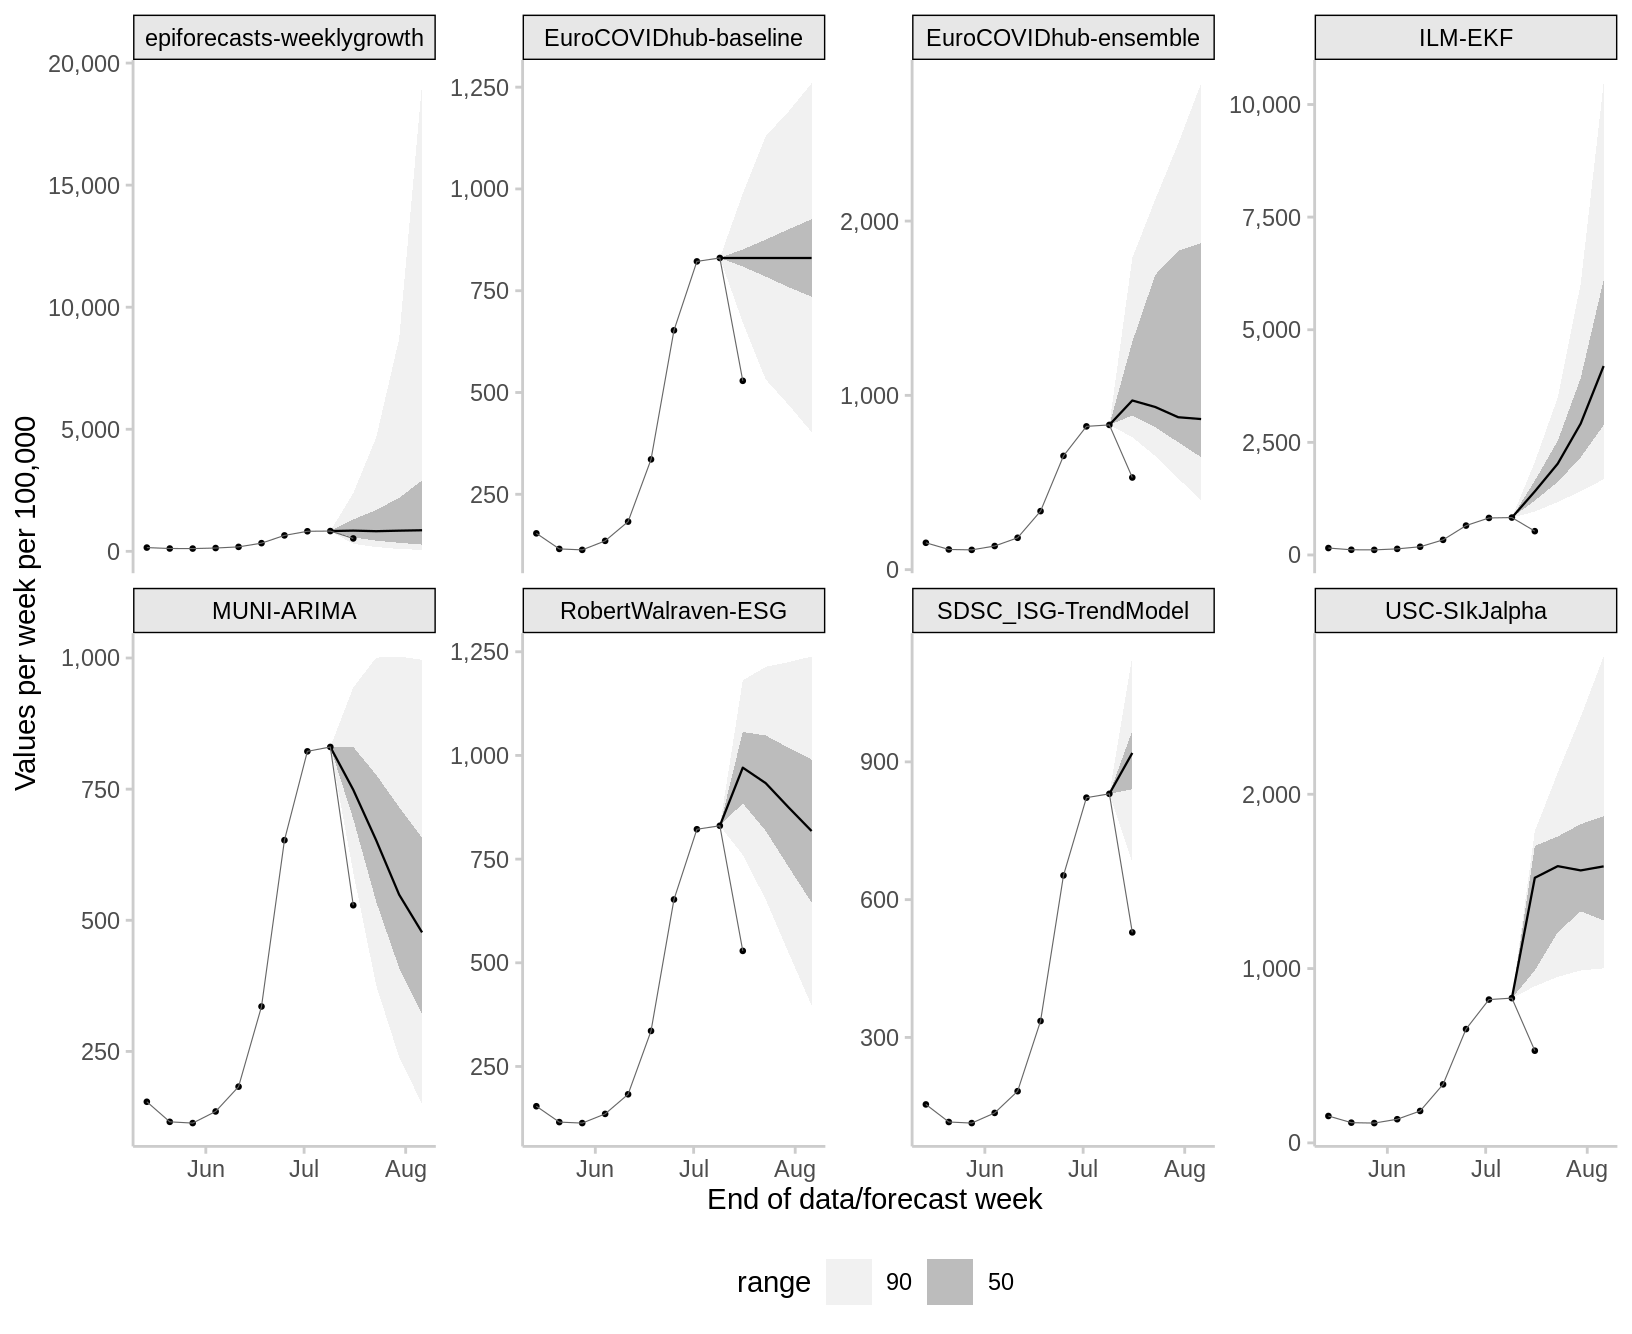 epiforecasts-weeklygrowth
EuroCOVIDhub-baseline
EuroCOVIDhub-ensemble
ILM-EKF
20,000
15,000
10,000
5,000
0
1,250
1,000
750
500
250
2,000
1,000
0
10,000
7,500
5,000
2,500
0
Values per week per 100,000
MUNI-ARIMA
RobertWalraven-ESG
SDSC_ISG-TrendModel
USC-SIkJalpha
1,000
750
500
250
1,250
1,000
750
500
250
900
600
300
2,000
1,000
0
Jun Jul Aug
Jun Jul Aug
Jun Jul Aug
Jun Jul Aug
End of data/forecast week
range 90 50